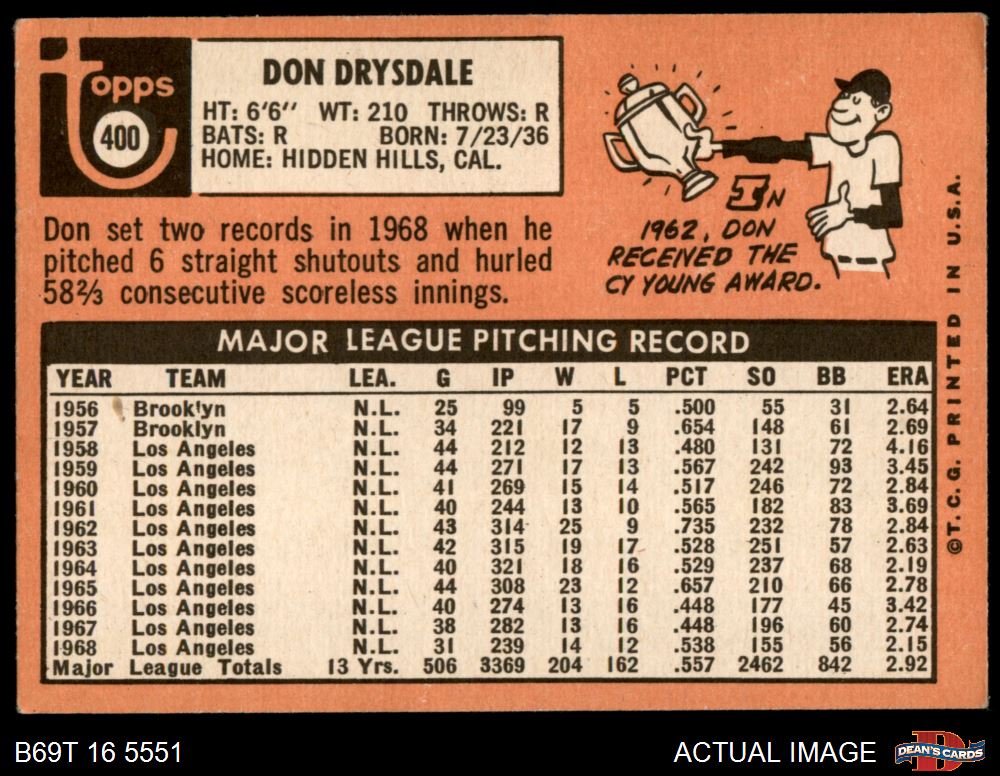 Topps
400
DON DRYSDALE
HT: 6'6'' WT: 210 THROWS: R
BATS: R BORN: 7/23/36
HOME: HIDDEN HILLS, CAL.
Don set two records in 1968 when he
pitched 6 straight shutouts and hurled
58⅔ consecutive scoreless innings.
IN
1962, DON
RECEIVED THE
CY YOUNG AWARD.
MAJOR LEAGUE PITCHING RECORD
YEAR TEAM LEA. G IP W L PCT SO BB ERA
1956 Brooklyn N.L. 25 99 5 5 .500 55 31 2.64
1957 Brooklyn N.L. 34 221 17 9 .654 148 61 2.69
1958 Los Angeles N.L. 44 212 12 13 .480 131 72 4.16
1959 Los Angeles N.L. 44 271 17 13 .567 242 93 3.45
1960 Los Angeles N.L. 41 269 15 14 .517 246 72 2.84
1961 Los Angeles N.L. 40 244 13 10 .565 182 83 3.69
1962 Los Angeles N.L. 43 314 25 9 .735 232 78 2.84
1963 Los Angeles N.L. 42 315 19 17 .528 251 57 2.63
1964 Los Angeles N.L. 40 321 18 16 .529 237 68 2.19
1965 Los Angeles N.L. 44 308 23 12 .657 210 66 2.78
1966 Los Angeles N.L. 40 274 13 16 .448 177 45 3.42
1967 Los Angeles N.L. 38 282 13 16 .448 196 60 2.74
1968 Los Angeles N.L. 31 239 14 12 .538 155 56 2.15
Major League Totals 13 Yrs. 506 3369 204 162 .557 2462 842 2.92
©T.C.G. PRINTED IN U.S.A.
B69T 16 5551
ACTUAL IMAGE
DEAN'S CARDS